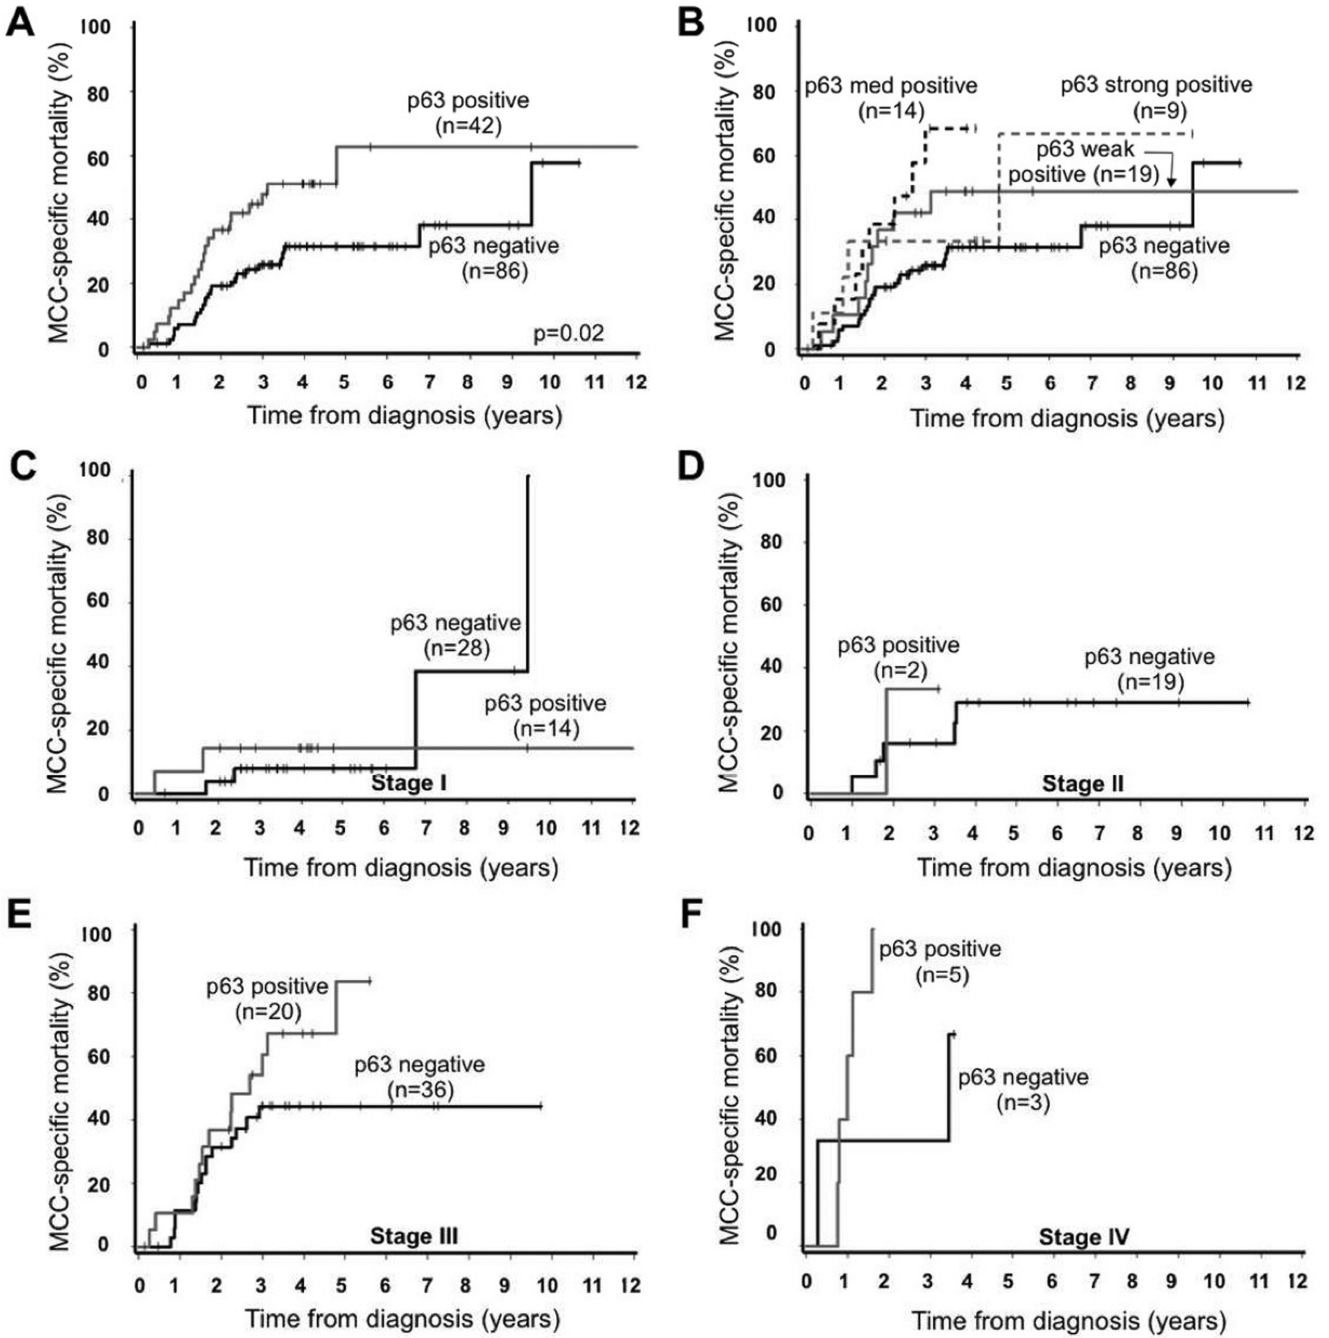 A
MCC-specific mortality (%)
100
80
60
40
20
0
p63 positive
(n=42)
p63 negative
(n=86)
p=0.02
0 1 2 3 4 5 6 7 8 9 10 11 12
Time from diagnosis (years)
B
MCC-specific mortality (%)
100
80
60
40
20
0
p63 med positive
(n=14)
p63 strong positive
(n=9)
p63 weak
positive (n=19)
p63 negative
(n=86)
0 1 2 3 4 5 6 7 8 9 10 11 12
Time from diagnosis (years)
C
MCC-specific mortality (%)
100
80
60
40
20
0
p63 negative
(n=28)
p63 positive
(n=14)
Stage I
0 1 2 3 4 5 6 7 8 9 10 11 12
Time from diagnosis (years)
D
MCC-specific mortality (%)
100
80
60
40
20
0
p63 positive
(n=2)
p63 negative
(n=19)
Stage II
0 1 2 3 4 5 6 7 8 9 10 11 12
Time from diagnosis (years)
E
MCC-specific mortality (%)
100
80
60
40
20
0
p63 positive
(n=20)
p63 negative
(n=36)
Stage III
0 1 2 3 4 5 6 7 8 9 10 11 12
Time from diagnosis (years)
F
MCC-specific mortality (%)
100
80
60
40
20
0
p63 positive
(n=5)
p63 negative
(n=3)
Stage IV
0 1 2 3 4 5 6 7 8 9 10 11 12
Time from diagnosis (years)